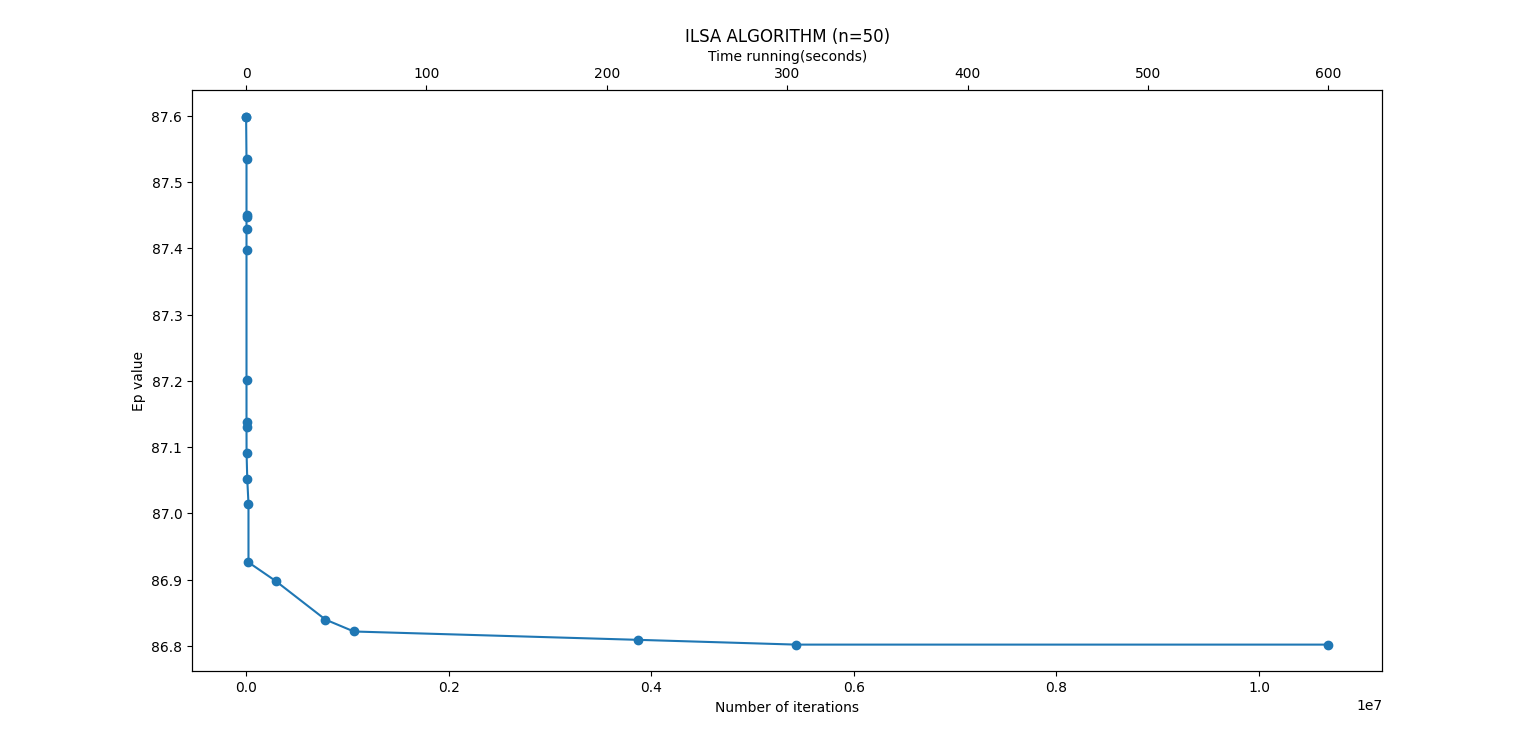 ILSA ALGORITHM (n=50)
Time running(seconds)
0 100 200 300 400 500 600
87.6
87.5
87.4
87.3
87.2
87.1
87.0
86.9
86.8
Ep value
0.0 0.2 0.4 0.6 0.8 1.0
Number of iterations
1e7